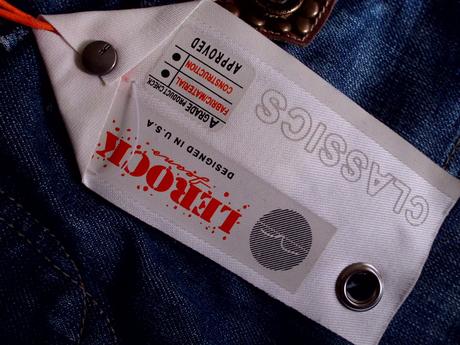 CLASSICS
A GRADE PRODUCT CHECK
FABRIC/MATERIAL
CONSTRUCTION
APPROVED
DESIGNED IN U.S.A
LEROCK
Jeans